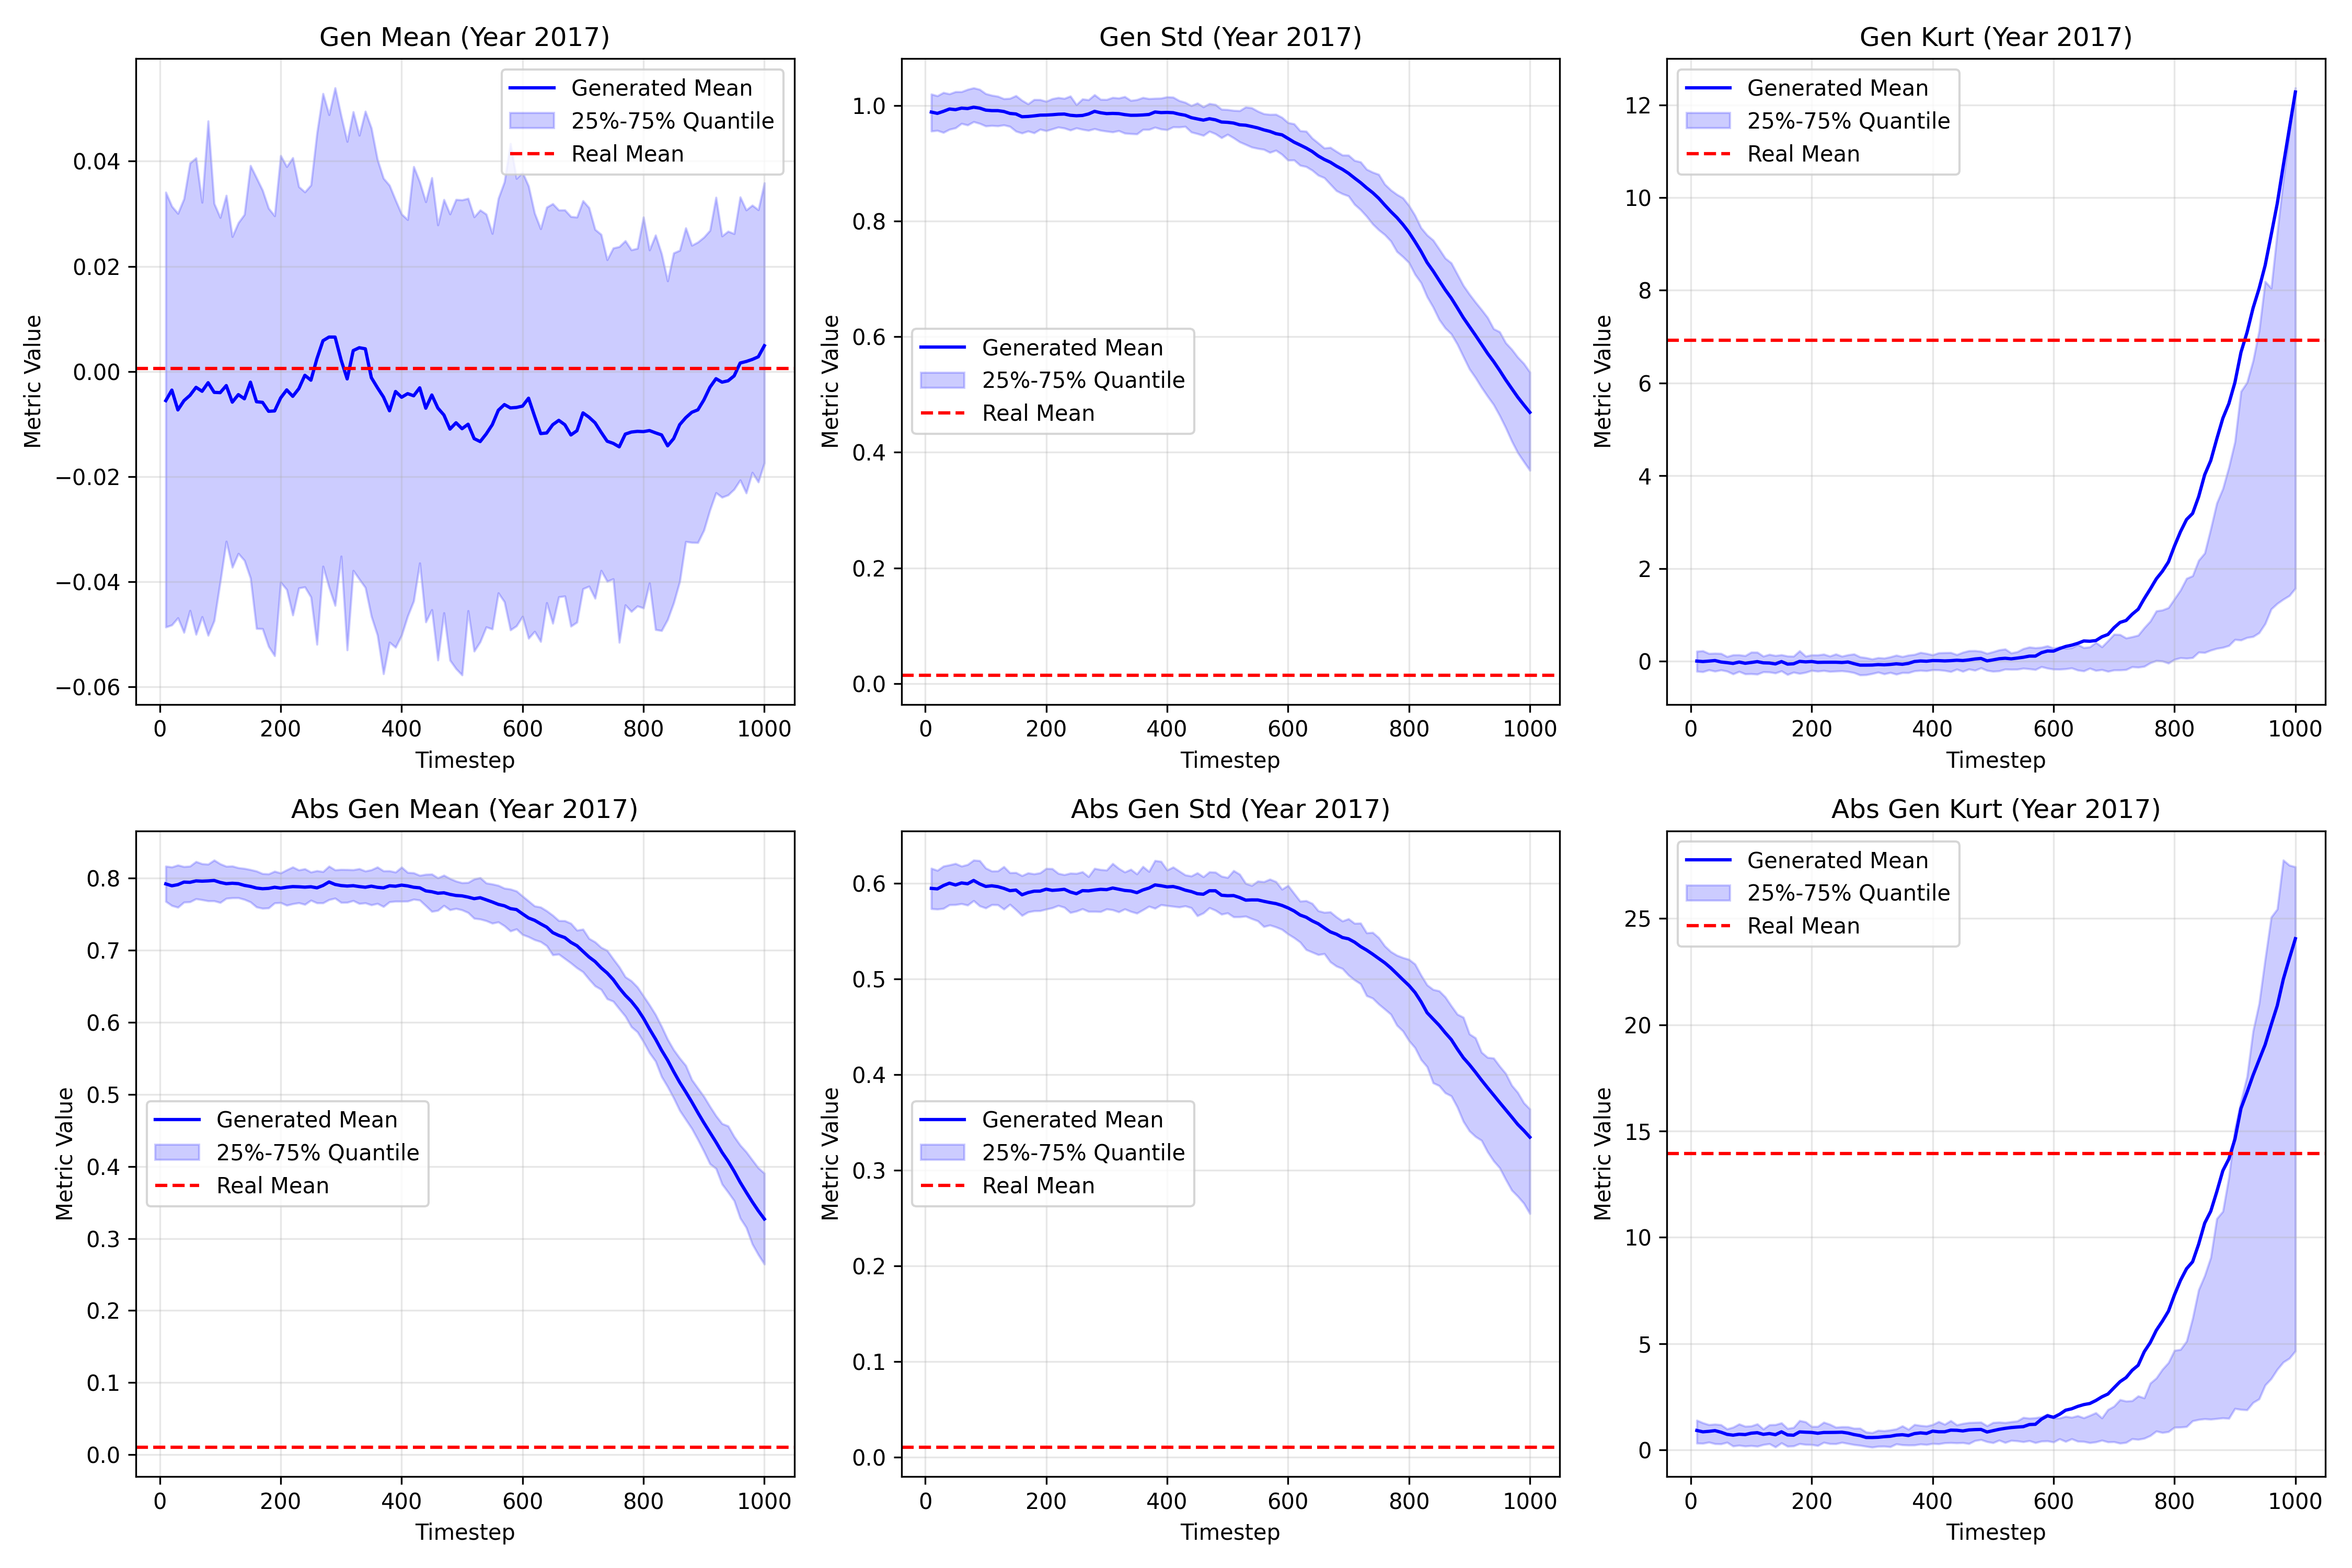 Gen Mean (Year 2017)
Metric Value
0.04
0.02
0.00
−0.02
−0.04
−0.06
0
200
400
600
800
1000
Timestep
Generated Mean
25%-75% Quantile
Real Mean
Gen Std (Year 2017)
Metric Value
1.0
0.8
0.6
0.4
0.2
0.0
0
200
400
600
800
1000
Timestep
Generated Mean
25%-75% Quantile
Real Mean
Gen Kurt (Year 2017)
Metric Value
12
10
8
6
4
2
0
0
200
400
600
800
1000
Timestep
Generated Mean
25%-75% Quantile
Real Mean
Abs Gen Mean (Year 2017)
Metric Value
0.8
0.7
0.6
0.5
0.4
0.3
0.2
0.1
0.0
0
200
400
600
800
1000
Timestep
Generated Mean
25%-75% Quantile
Real Mean
Abs Gen Std (Year 2017)
Metric Value
0.6
0.5
0.4
0.3
0.2
0.1
0.0
0
200
400
600
800
1000
Timestep
Generated Mean
25%-75% Quantile
Real Mean
Abs Gen Kurt (Year 2017)
Metric Value
25
20
15
10
5
0
0
200
400
600
800
1000
Timestep
Generated Mean
25%-75% Quantile
Real Mean